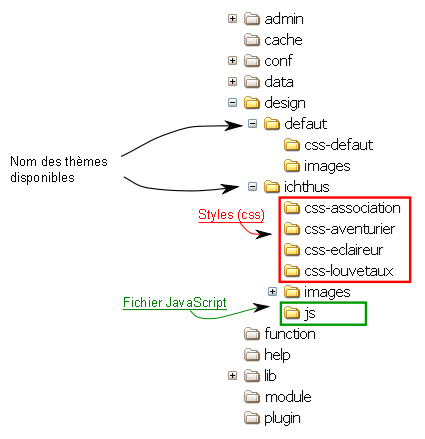 admin
cache
conf
data
design
defaut
css-defaut
images
Nom des thèmes
disponibles
ichthus
Styles (css)
css-association
css-aventurier
css-eclaireur
css-louvetaux
images
Fichier JavaScript
js
function
help
lib
module
plugin